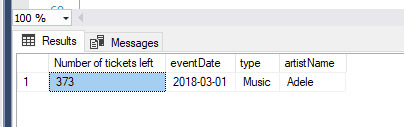 100 %
Results Messages
Number of tickets left eventDate type artistName
1 373 2018-03-01 Music Adele